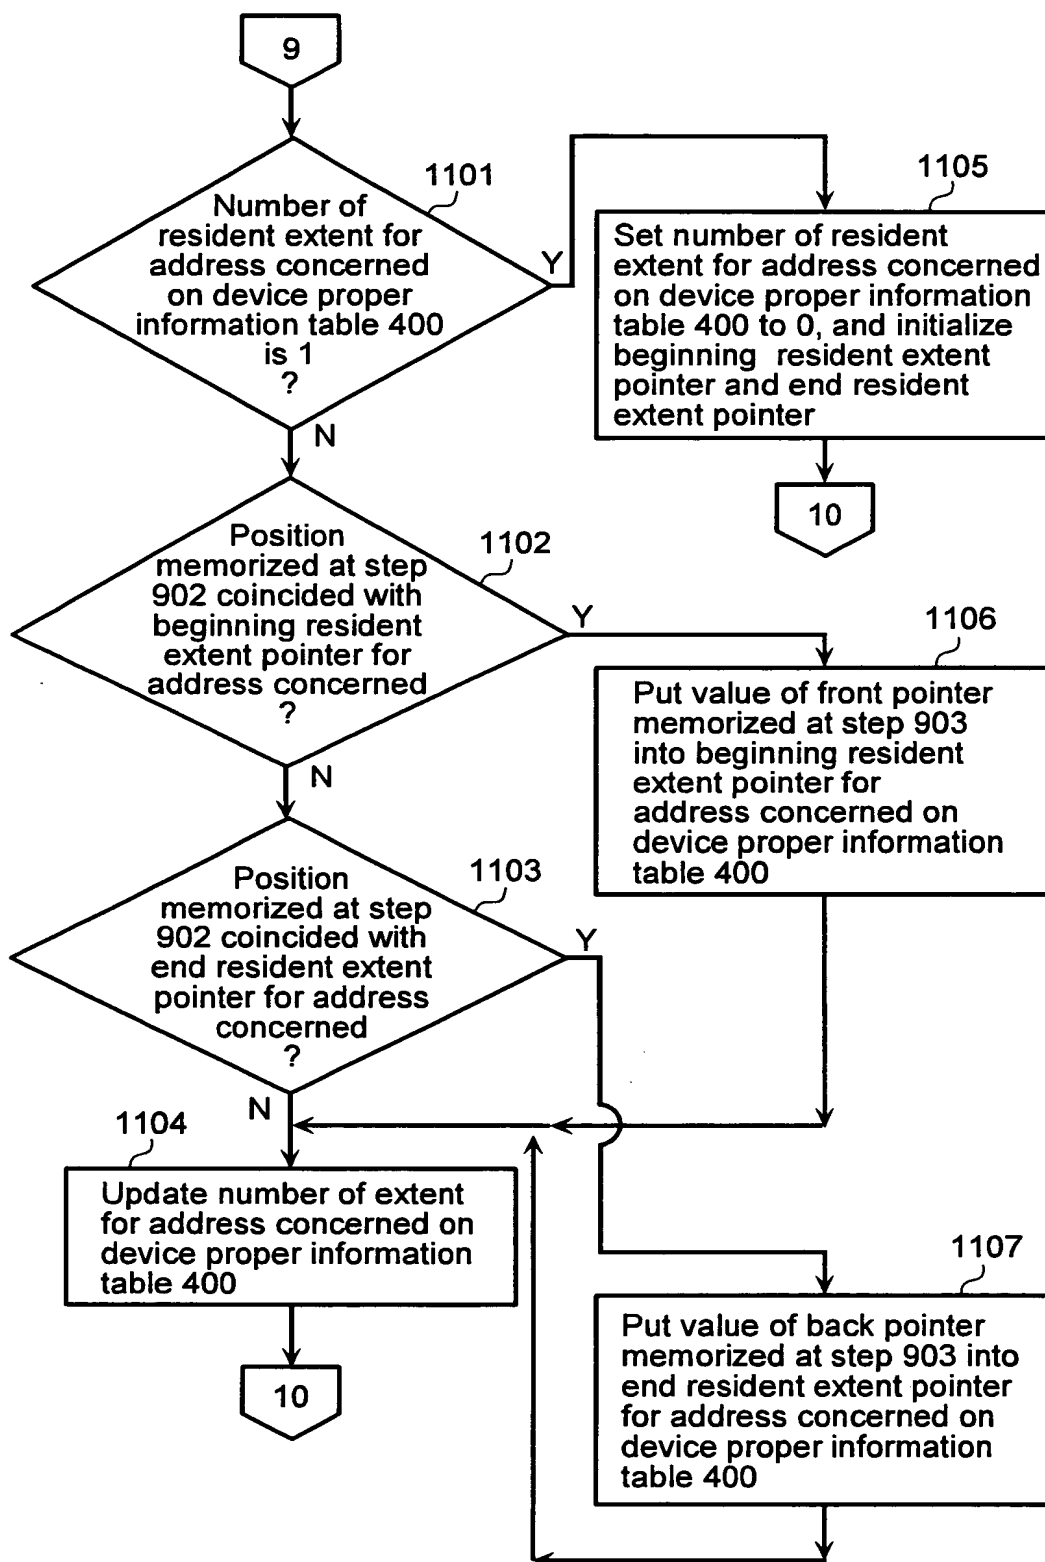 9
1101
Number of
resident extent for
address concerned
on device proper
information table 400
is 1
?
Y
N
1105
Set number of resident
extent for address concerned
on device proper information
table 400 to 0, and initialize
beginning resident extent
pointer and end resident
extent pointer
10
1102
Position
memorized at step
902 coincided with
beginning resident
extent pointer for
address concerned
?
Y
N
1106
Put value of front pointer
memorized at step 903
into beginning resident
extent pointer for
address concerned on
device proper information
table 400
1103
Position
memorized at step
902 coincided with
end resident extent
pointer for address
concerned
?
Y
N
1104
Update number of extent
for address concerned on
device proper information
table 400
10
1107
Put value of back pointer
memorized at step 903 into
end resident extent pointer
for address concerned on
device proper information
table 400